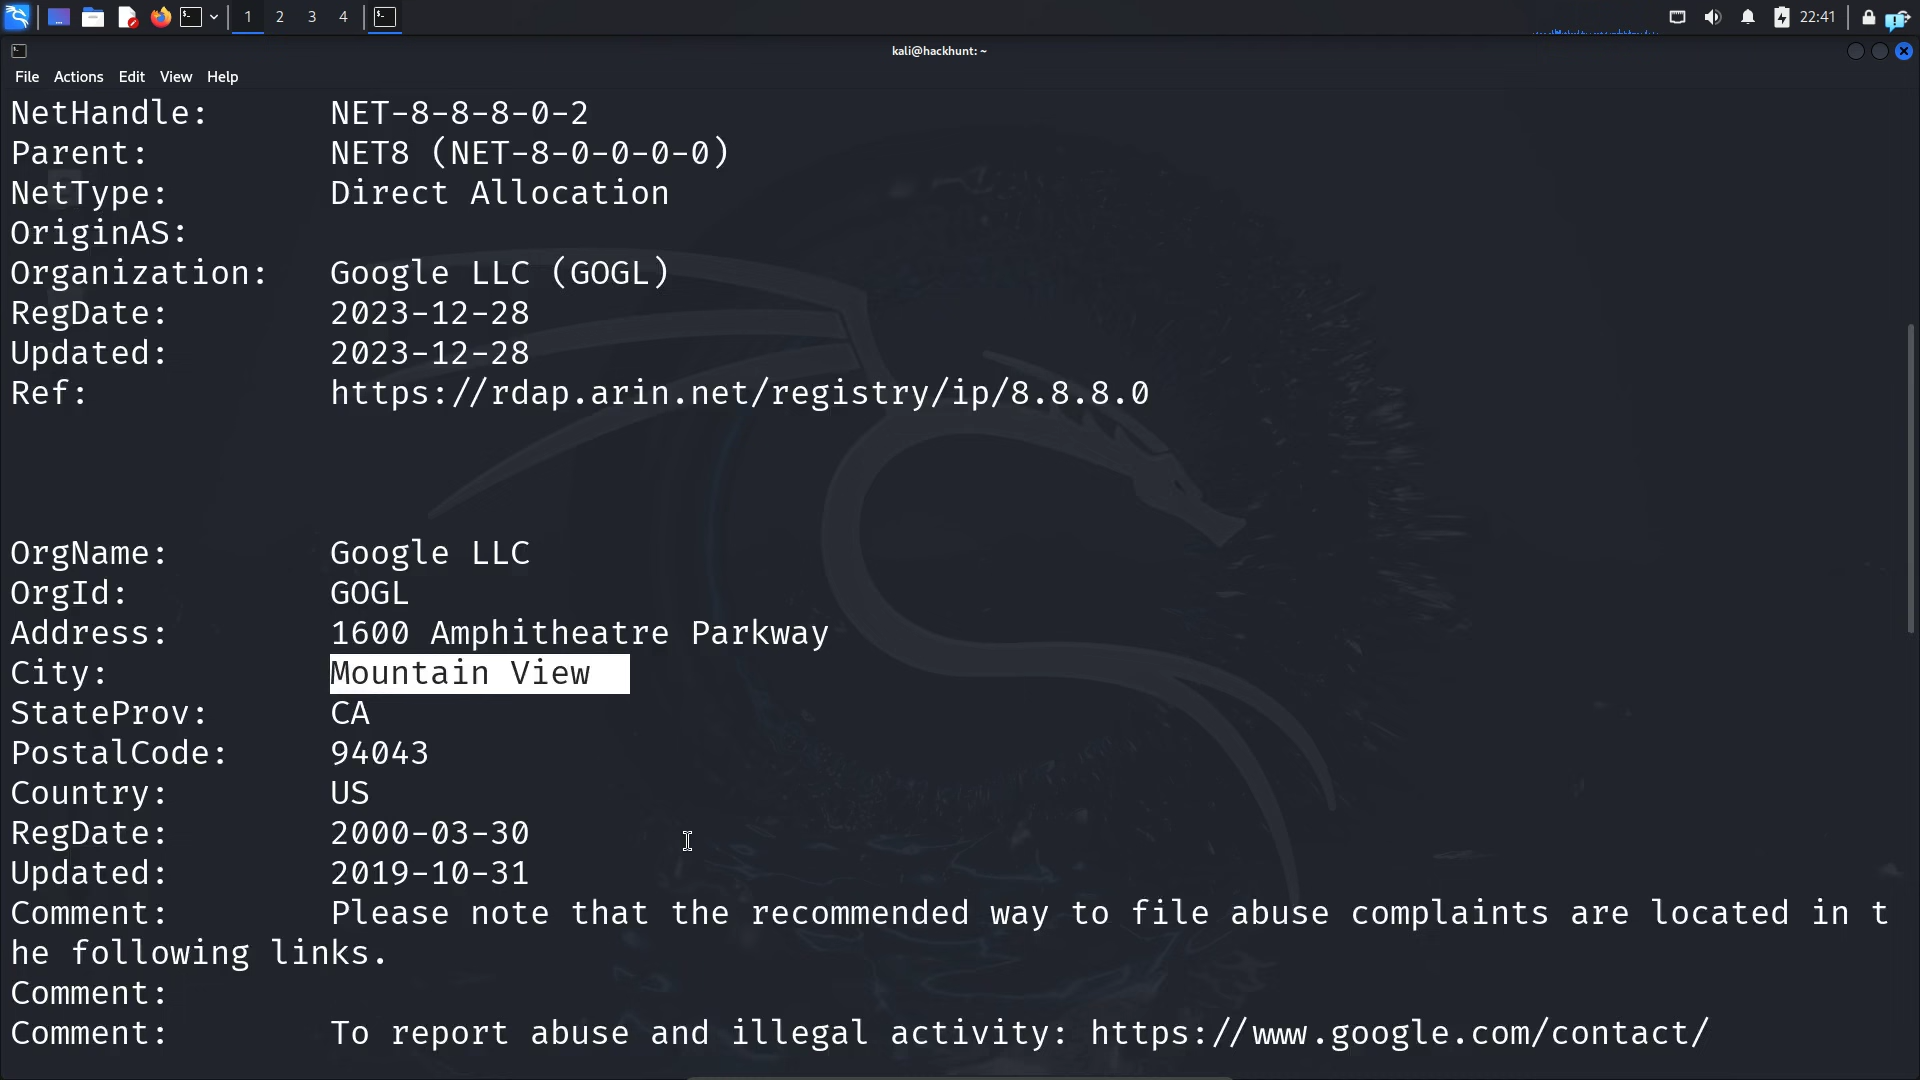 1 2 3 4 22:41
kali@hackhunt: ~
File Actions Edit View Help
NetHandle: NET-8-8-8-0-2
Parent: NET8 (NET-8-0-0-0-0)
NetType: Direct Allocation
OriginAS:
Organization: Google LLC (GOGL)
RegDate: 2023-12-28
Updated: 2023-12-28
Ref: https://rdap.arin.net/registry/ip/8.8.8.0
OrgName: Google LLC
OrgId: GOGL
Address: 1600 Amphitheatre Parkway
City: Mountain View
StateProv: CA
PostalCode: 94043
Country: US
RegDate: 2000-03-30
Updated: 2019-10-31
Comment: Please note that the recommended way to file abuse complaints are located in t
he following links.
Comment:
Comment: To report abuse and illegal activity: https://www.google.com/contact/